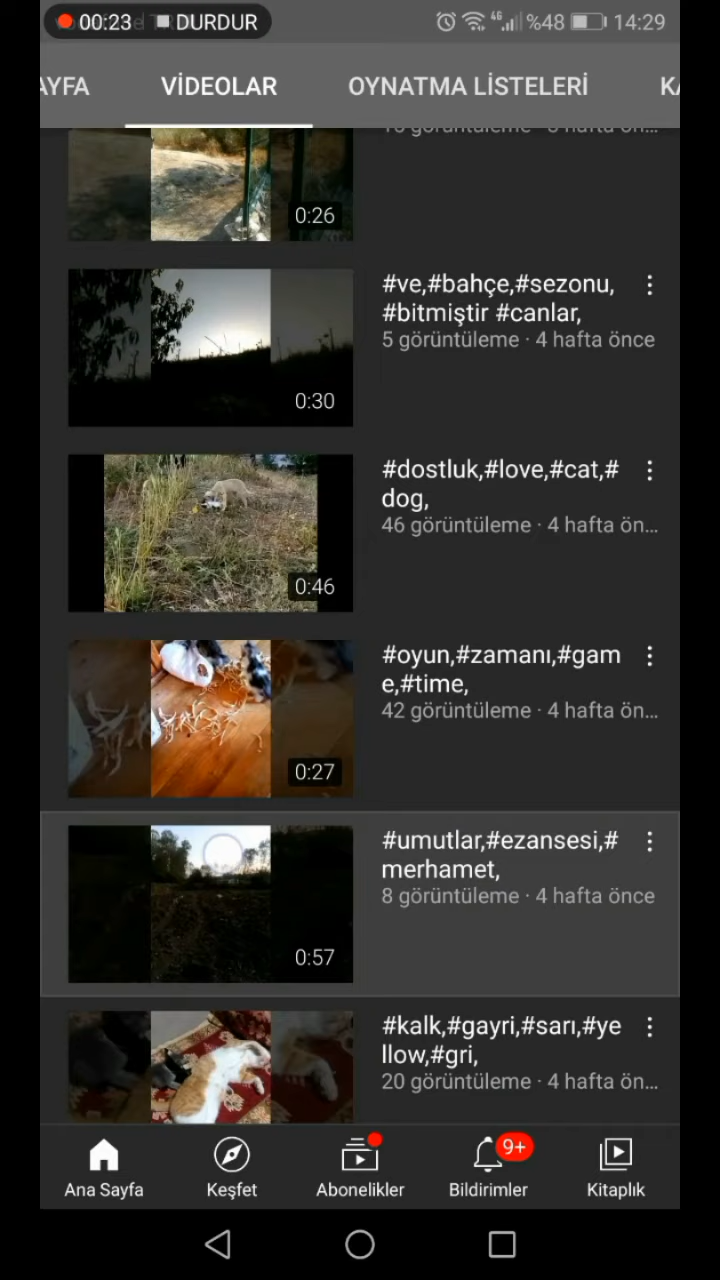 00:23 DURDUR
4G %48 14:29
AYFA VİDEOLAR OYNATMA LİSTELERİ KA
0:26
#ve,#bahçe,#sezonu,
#bitmiştir #canlar,
5 görüntüleme · 4 hafta önce
0:30
#dostluk,#love,#cat,#
dog,
46 görüntüleme · 4 hafta ön...
0:46
#oyun,#zamanı,#gam
e,#time,
42 görüntüleme · 4 hafta ön...
0:27
#umutlar,#ezansesi,#
merhamet,
8 görüntüleme · 4 hafta önce
0:57
#kalk,#gayri,#sarı,#ye
llow,#gri,
20 görüntüleme · 4 hafta ön...
9+
Ana Sayfa Keşfet Abonelikler Bildirimler Kitaplık